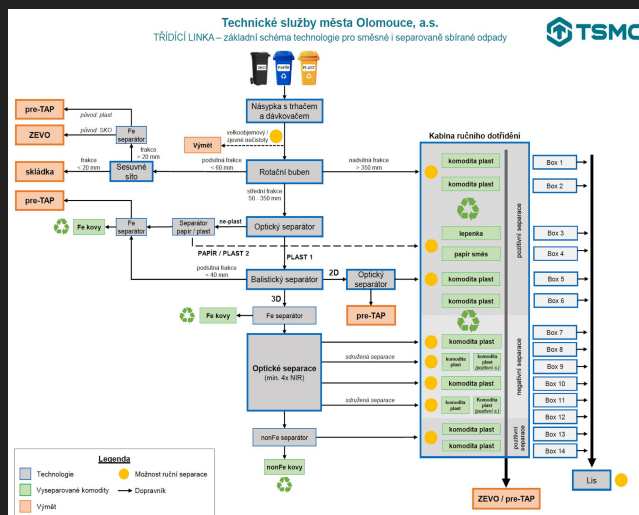 Technické služby města Olomouce, a.s.
TŘÍDÍCÍ LINKA – základní schéma technologie pro směsné i separovaně sbírané odpady
TSMO
SKO
PAPÍR
PLAST
Násypka s trhačem
a dávkovačem
velkoobjemový /
zjevné nečistoty
Výmět
Rotační buben
podsítná frakce
< 60 mm
nadsítná frakce
> 350 mm
střední frakce
50 - 350 mm
pre-TAP
původ: plast
ZEVO
původ: SKO
Fe
separátor
frakce
> 20 mm
skládka
frakce
< 20 mm
Sesuvné
síto
pre-TAP
Fe kovy
Fe
separátor
Separátor
papír / plast
ne-plast
Optický separátor
PAPÍR / PLAST 2
PLAST 1
podsítná frakce
< 40 mm
Balistický separátor
2D
Optický
separátor
pre-TAP
3D
Fe kovy
Fe separátor
Optické separace
(min. 4x NIR)
sdružená separace
sdružená separace
nonFe separátor
nonFe kovy
Kabina ručního dotřídění
komodita plast
komodita plast
lepenka
papír směs
komodita plast
komodita plast
pozitivní separace
komodita plast
komodita
plast
komodita
plast
(pozitivní s.)
komodita plast
komodita
plast
Komodita
plast
(pozitivní s.)
negativní separace
komodita plast
komodita plast
pozitivní
separace
Box 1
Box 2
Box 3
Box 4
Box 5
Box 6
Box 7
Box 8
Box 9
Box 10
Box 11
Box 12
Box 13
Box 14
ZEVO / pre-TAP
Lis
Legenda
Technologie
Možnost ruční separace
Vyseparované komodity
Dopravník
Výmět